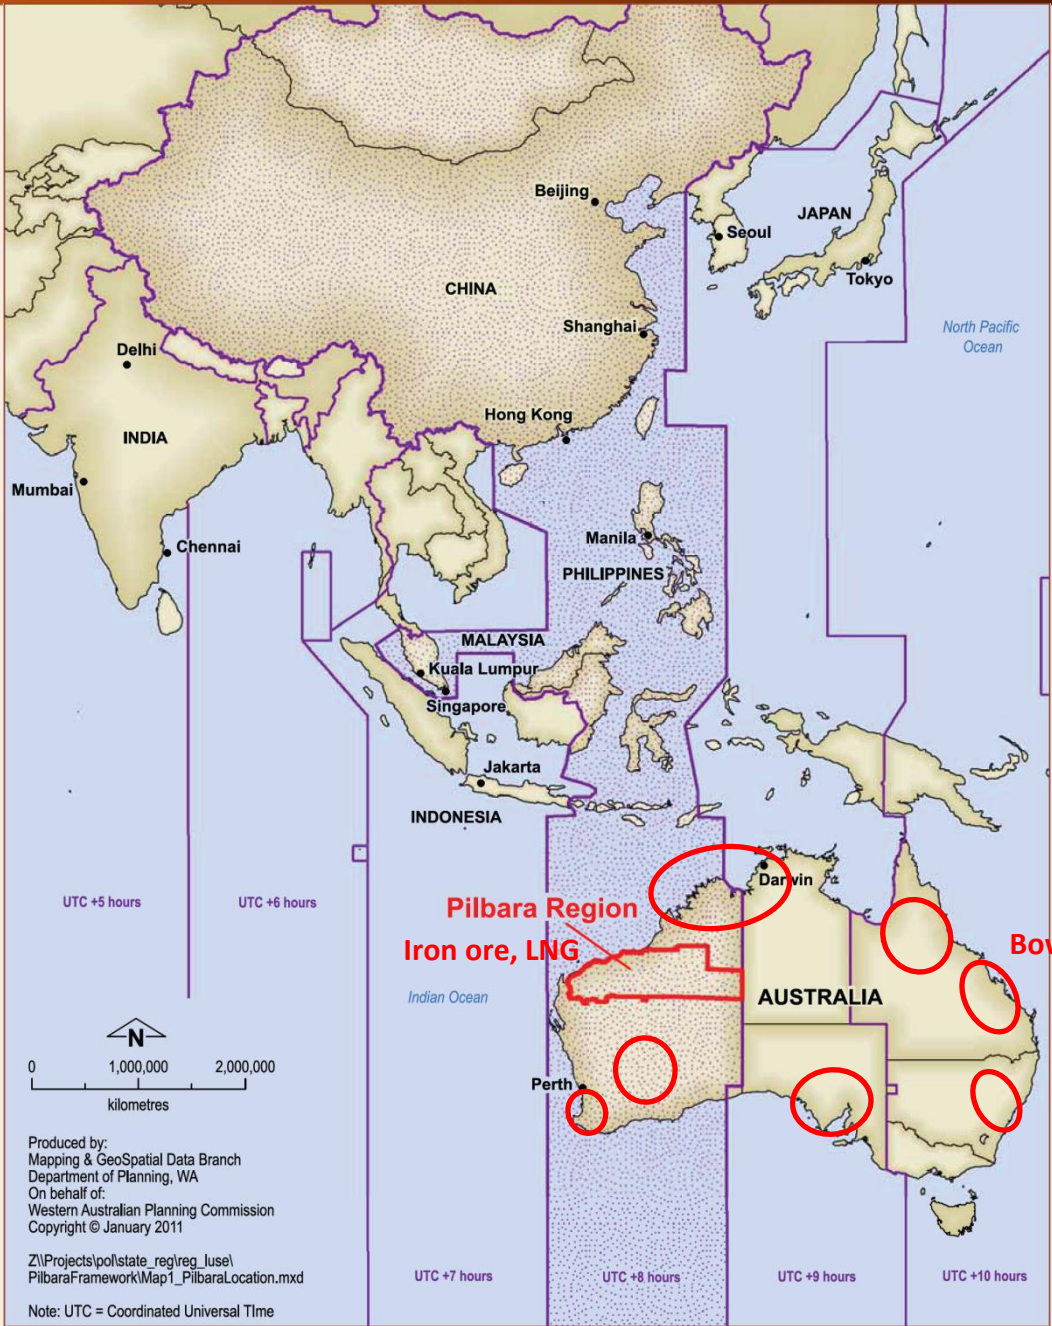 Beijing
JAPAN
Seoul
Tokyo
CHINA
Shanghai
North Pacific
Ocean
Delhi
Hong Kong
INDIA
Mumbai
Manila
Chennai
PHILIPPINES
MALAYSIA
Kuala Lumpur
Singapore
Jakarta
INDONESIA
Darwin
UTC +5 hours
UTC +6 hours
Pilbara Region
Iron ore, LNG
Bow
Indian Ocean
AUSTRALIA
N
0 1,000,000 2,000,000
kilometres
Perth
Produced by:
Mapping & GeoSpatial Data Branch
Department of Planning, WA
On behalf of:
Western Australian Planning Commission
Copyright © January 2011
Z\\Projects\pol\state_reg\reg_luse\
PilbaraFramework\Map1_PilbaraLocation.mxd
UTC +7 hours
UTC +8 hours
UTC +9 hours
UTC +10 hours
Note: UTC = Coordinated Universal TIme